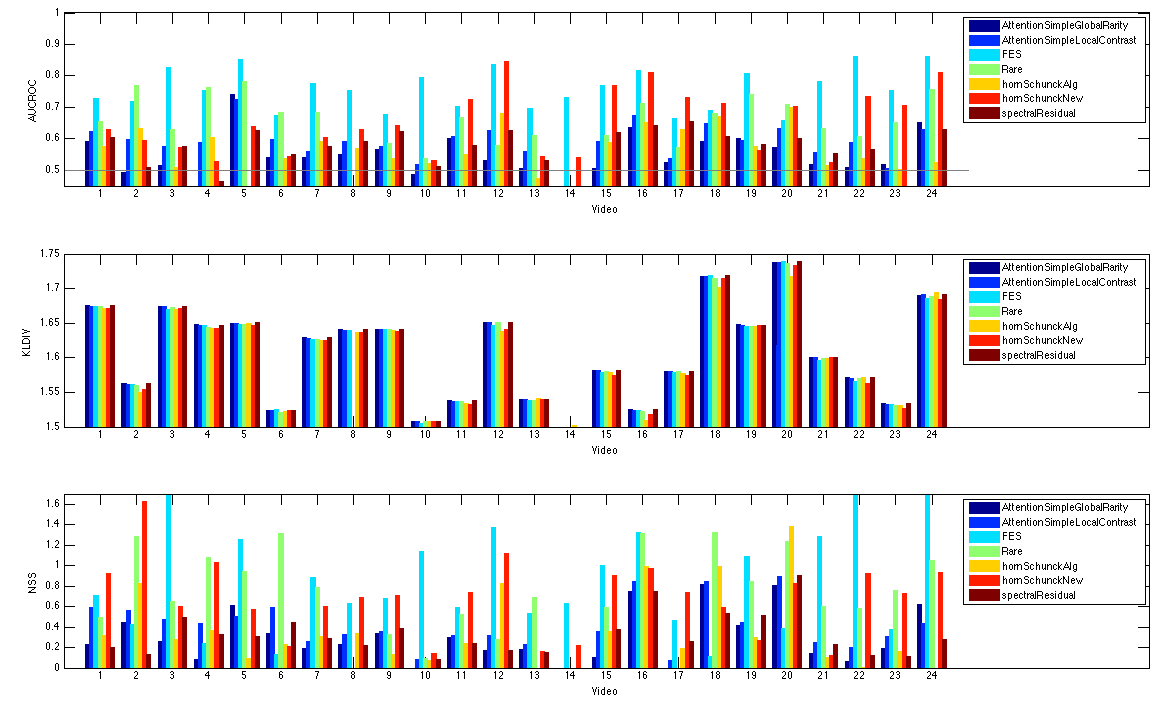 1
0.9
0.8
0.7
0.6
0.5
AUCROC
1 2 3 4 5 6 7 8 9 10 11 12 13 14 15 16 17 18 19 20 21 22 23 24
Video
AttentionSimpleGlobalRarity
AttentionSimpleLocalContrast
FES
Rare
hornSchunckAlg
hornSchunckNew
spectralResidual
1.75
1.7
1.65
1.6
1.55
1.5
KLDIV
1 2 3 4 5 6 7 8 9 10 11 12 13 14 15 16 17 18 19 20 21 22 23 24
Video
AttentionSimpleGlobalRarity
AttentionSimpleLocalContrast
FES
Rare
hornSchunckAlg
hornSchunckNew
spectralResidual
1.6
1.4
1.2
1
0.8
0.6
0.4
0.2
0
NSS
1 2 3 4 5 6 7 8 9 10 11 12 13 14 15 16 17 18 19 20 21 22 23 24
Video
AttentionSimpleGlobalRarity
AttentionSimpleLocalContrast
FES
Rare
hornSchunckAlg
hornSchunckNew
spectralResidual